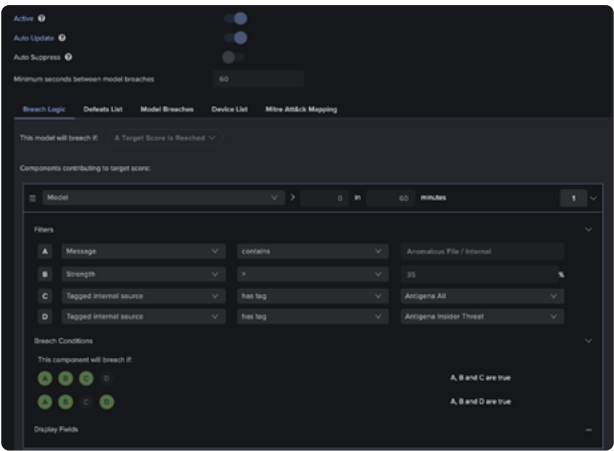 Active ?
Auto Update ?
Auto Suppress ?
Minimum seconds between model breaches 60
Breach Logic Defeats List Model Breaches Device List Mitre Att&ck Mapping
This model will breach if: A Target Score Is Reached
Components contributing to target score:
Model > 0 in 60 minutes 1
Filters
A Message contains Anomalous File / Internal
B Strength > 35 %
C Tagged internal source has tag Antigena All
D Tagged internal source has tag Antigena Insider Threat
Breach Conditions
This component will breach if:
A B C D A, B and C are true
A B C D A, B and D are true
Display Fields